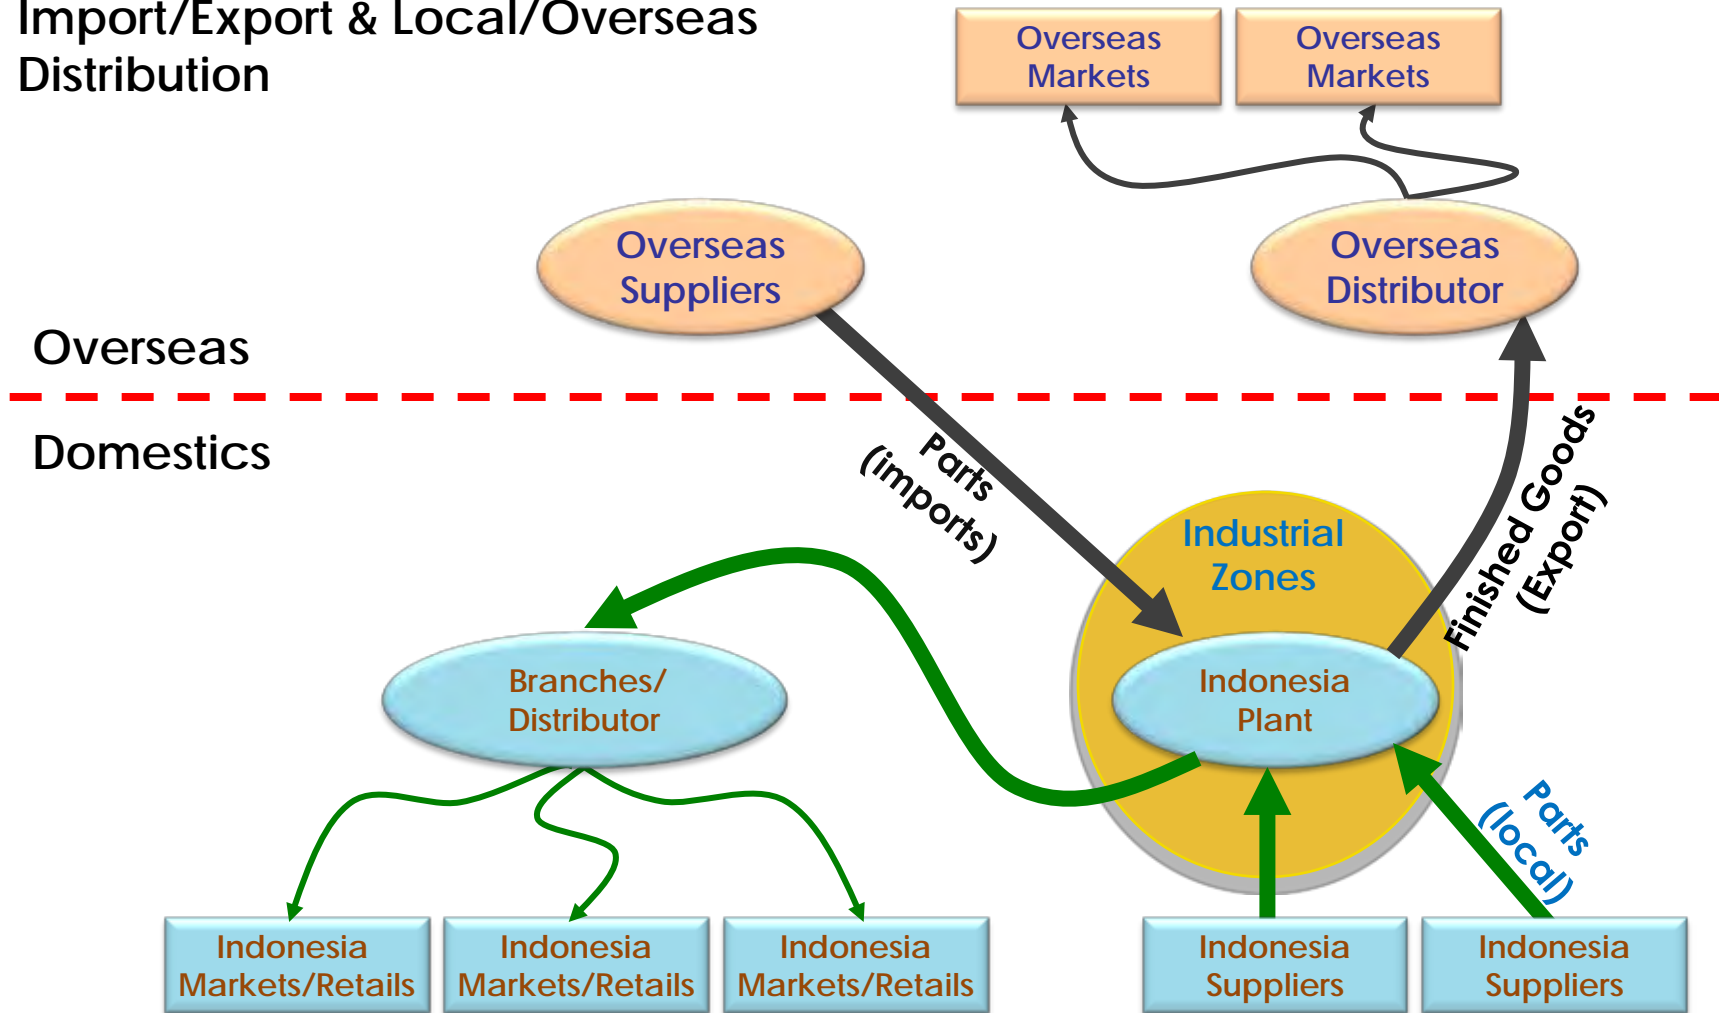 Import/Export & Local/Overseas
Distribution
Overseas
Markets
Overseas
Markets
Overseas
Suppliers
Overseas
Distributor
Overseas
Domestics
Parts
(imports)
Finished Goods
(Export)
Industrial
Zones
Branches/
Distributor
Indonesia
Plant
Parts
(local)
Indonesia
Markets/Retails
Indonesia
Markets/Retails
Indonesia
Markets/Retails
Indonesia
Suppliers
Indonesia
Suppliers